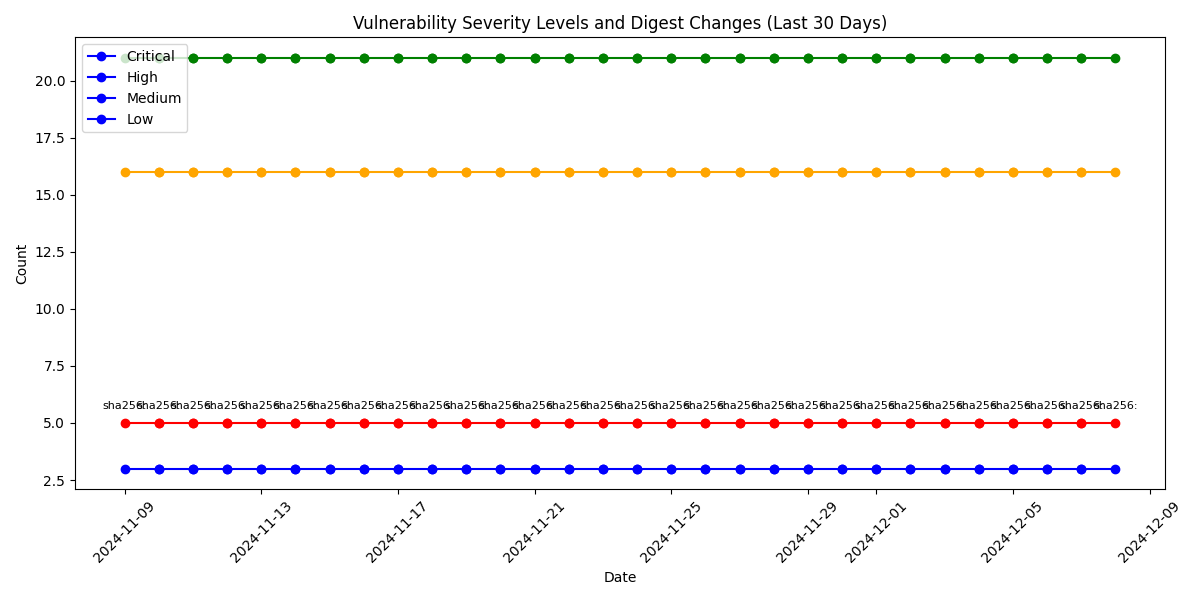 Vulnerability Severity Levels and Digest Changes (Last 30 Days)
Critical
High
Medium
Low
20.0
17.5
15.0
12.5
10.0
7.5
5.0
2.5
Count
sha256: sha256: sha256: sha256: sha256: sha256: sha256: sha256: sha256: sha256: sha256: sha256: sha256: sha256: sha256: sha256: sha256: sha256: sha256: sha256: sha256: sha256: sha256: sha256: sha256: sha256: sha256: sha256: sha256: sha256:
2024-11-09
2024-11-13
2024-11-17
2024-11-21
2024-11-25
2024-11-29
2024-12-01
2024-12-05
2024-12-09
Date